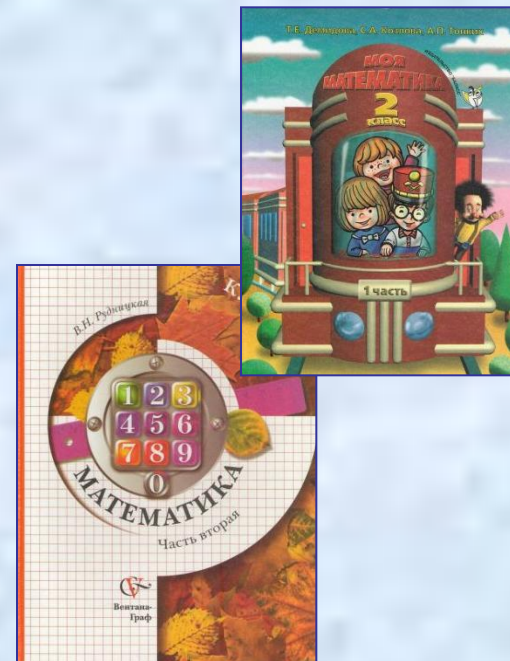 Т.Е. Демидова, С.А. Козлова, А.П. Тонких
МОЯ
МАТЕМАТИКА
2
класс
1 часть
В.Н. Рудницкая
К
1 2 3
4 5 6
7 8 9
0
МАТЕМАТИКА
Часть вторая
Вентана-
Граф